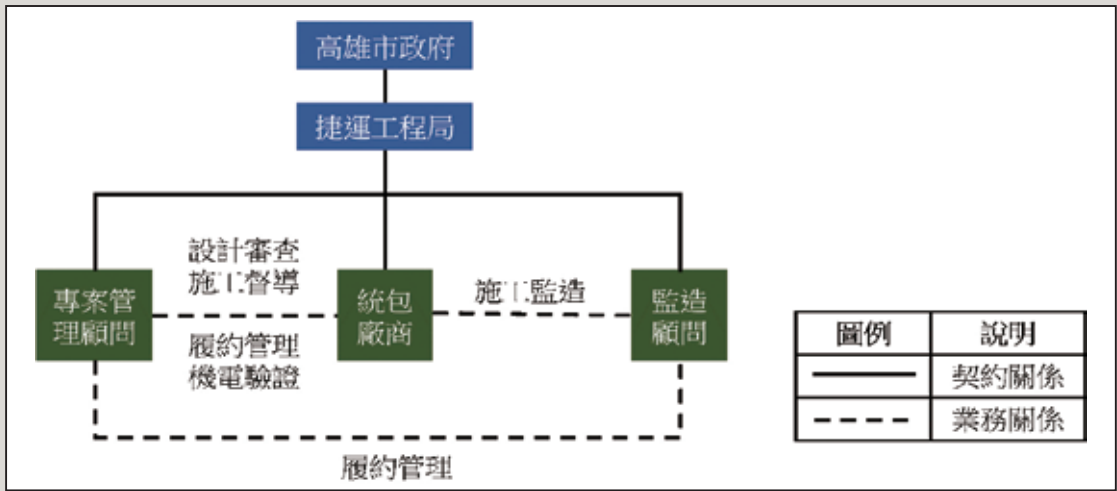 高雄市政府
捷運工程局
設計審查
施工督導
專案管
理顧問
統包
廠商
施工監造
監造
顧問
履約管理
機電驗證
履約管理
圖例
說明
契約關係
業務關係